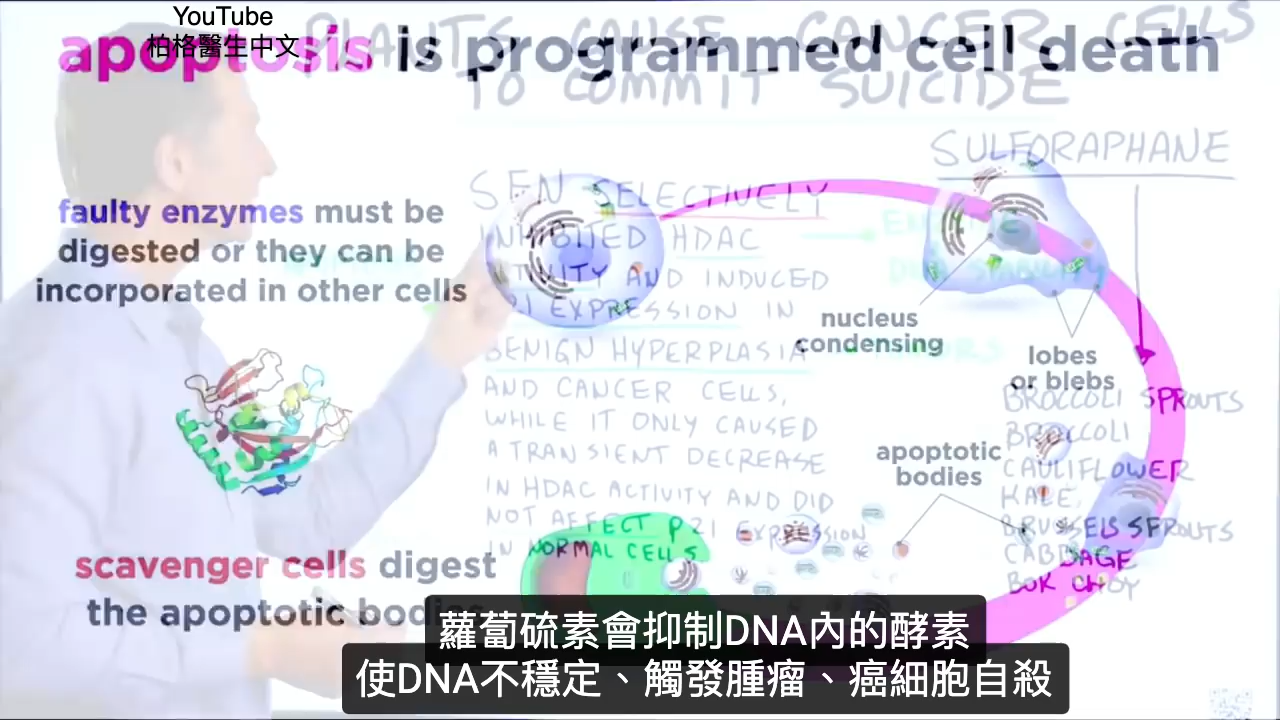 YouTube
柏格醫生中文
PLANTS CAUSE CANCER CELLS
TO COMMIT SUICIDE
apoptosis is programmed cell death
SULFORAPHANE
faulty enzymes must be
digested or they can be
incorporated in other cells
SFN SELECTIVELY
INHIBITED HDAC
ACTIVITY AND INDUCED
P21 EXPRESSION IN
BENIGN HYPERPLASIA
AND CANCER CELLS,
WHILE IT ONLY CAUSED
A TRANSIENT DECREASE
IN HDAC ACTIVITY AND DID
NOT AFFECT P21 EXPRESSION
IN NORMAL CELLS
nucleus
condensing
lobes
or blebs
apoptotic
bodies
BROCCOLI SPROUTS
BROCCOLI
CAULIFLOWER
KALE,
BRUSSELS SPROUTS
CABBAGE
BOK CHOY
scavenger cells digest
the apoptotic bodies
蘿蔔硫素會抑制DNA內的酵素
使DNA不穩定、觸發腫瘤、癌細胞自殺